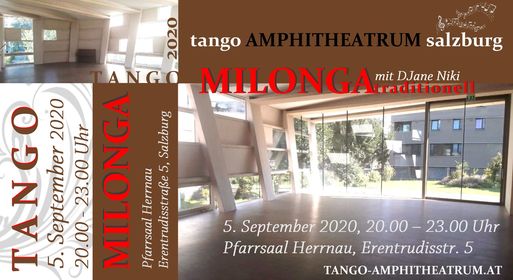 TANGO
2020
tango AMPHITHEATRUM salzburg
MILONGA mit DJane Niki
traditionell
TANGO
5. September 2020
20.00 - 23.00 Uhr
MILONGA
Pfarrsaal Herrnau
Erentrudisstraße 5, Salzburg
5. September 2020, 20.00 – 23.00 Uhr
Pfarrsaal Herrnau, Erentrudisstr. 5
TANGO-AMPHITHEATRUM.AT